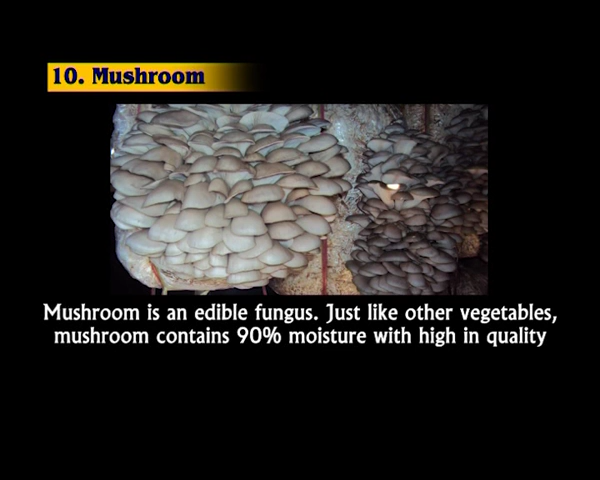 10. Mushroom
Mushroom is an edible fungus. Just like other vegetables,
mushroom contains 90% moisture with high in quality